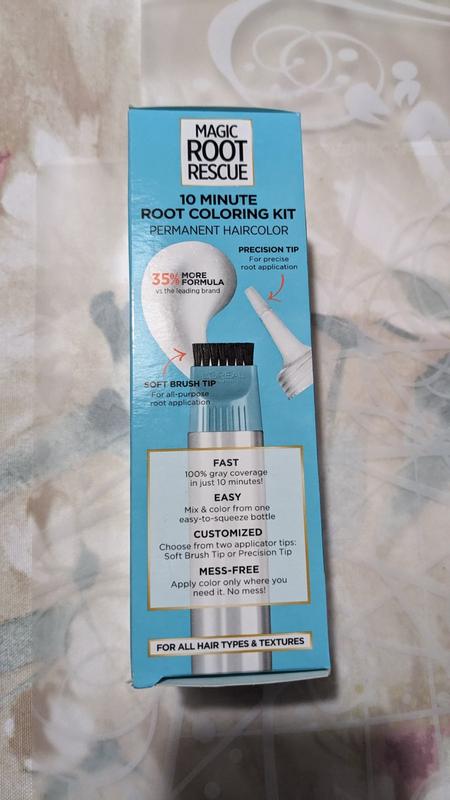 MAGIC
ROOT
RESCUE
10 MINUTE
ROOT COLORING KIT
PERMANENT HAIRCOLOR
PRECISION TIP
For precise
root application
35% MORE
FORMULA
vs the leading brand
SOFT BRUSH TIP
For all-purpose
root application
FAST
100% gray coverage
in just 10 minutes!
EASY
Mix & color from one
easy-to-squeeze bottle
CUSTOMIZED
Choose from two applicator tips:
Soft Brush Tip or Precision Tip
MESS-FREE
Apply color only where you
need it. No mess!
FOR ALL HAIR TYPES & TEXTURES